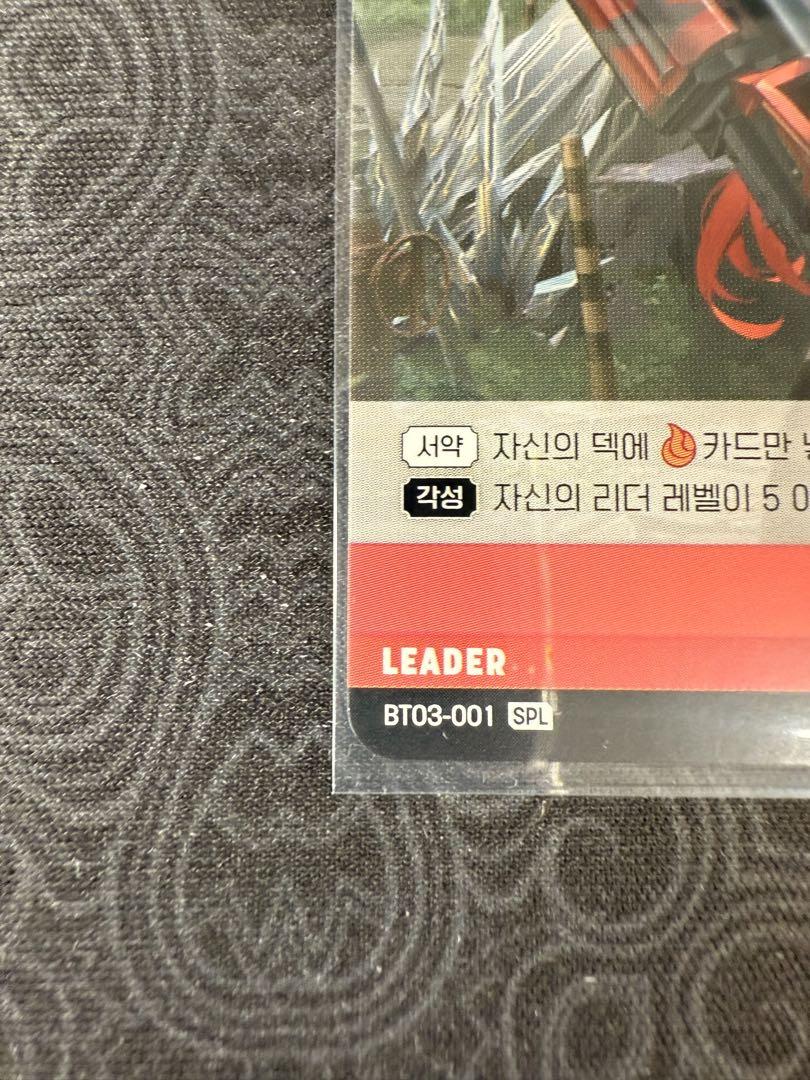 서약 자신의 덱에 카드만
각성 자신의 리더 레벨이 5
LEADER
BT03-001 SPL